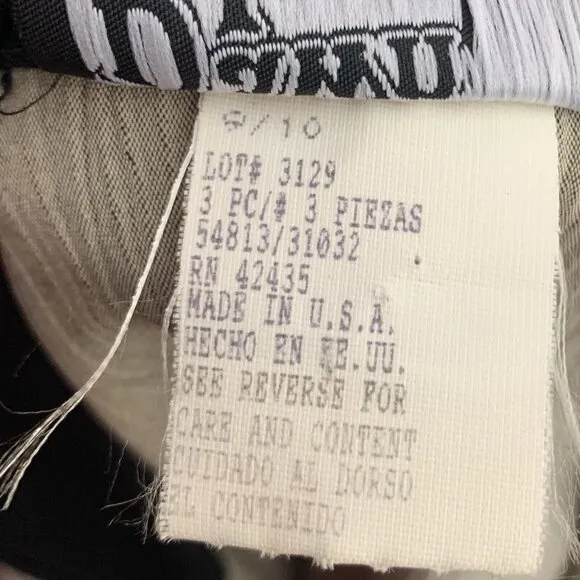 9/10
LOT# 3129
3 PC/# 3 PIEZAS
54813/31032
RN 42435
MADE IN U.S.A.
HECHO EN EE.UU.
SEE REVERSE FOR
CARE AND CONTENT
CUIDADO AL DORSO
EL CONTENIDO